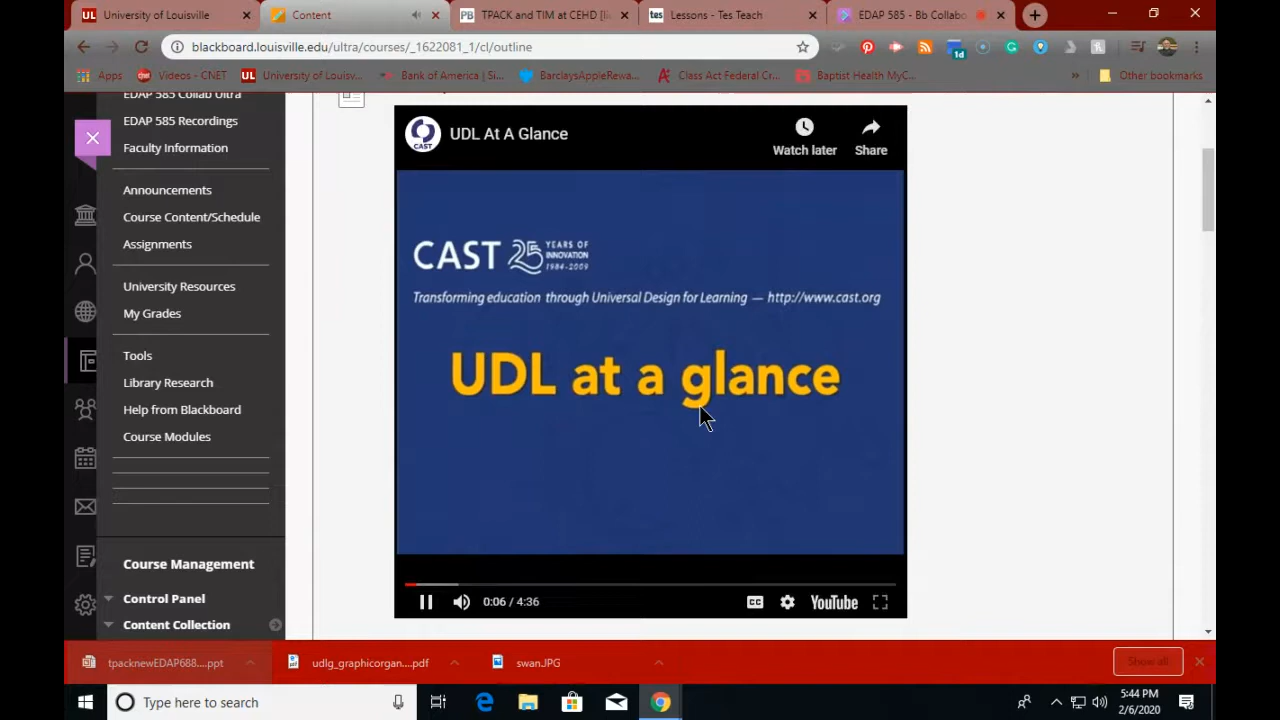 University of Louisville
Content
TPACK and TIM at CEHD [li
Lessons - Tes Teach
EDAP 585 - Bb Collabo
blackboard.louisville.edu/ultra/courses/_1622081_1/cl/outline
1d
Apps
Videos - CNET
University of Louisv...
Bank of America | Si...
BarclaysAppleRewa...
Class Act Federal Cr...
Baptist Health MyC...
»
Other bookmarks
EDAP 585 Collab Ultra
EDAP 585 Recordings
Faculty Information
Announcements
Course Content/Schedule
Assignments
University Resources
My Grades
Tools
Library Research
Help from Blackboard
Course Modules
Course Management
Control Panel
Content Collection
CAST
UDL At A Glance
Watch later
Share
CAST 25 YEARS OF
INNOVATION
1984-2009
Transforming education through Universal Design for Learning — http://www.cast.org
UDL at a glance
0:06 / 4:36
CC
YouTube
tpacknewEDAP688....ppt
udlg_graphicorgan....pdf
swan.JPG
Show all
Type here to search
5:44 PM
2/6/2020